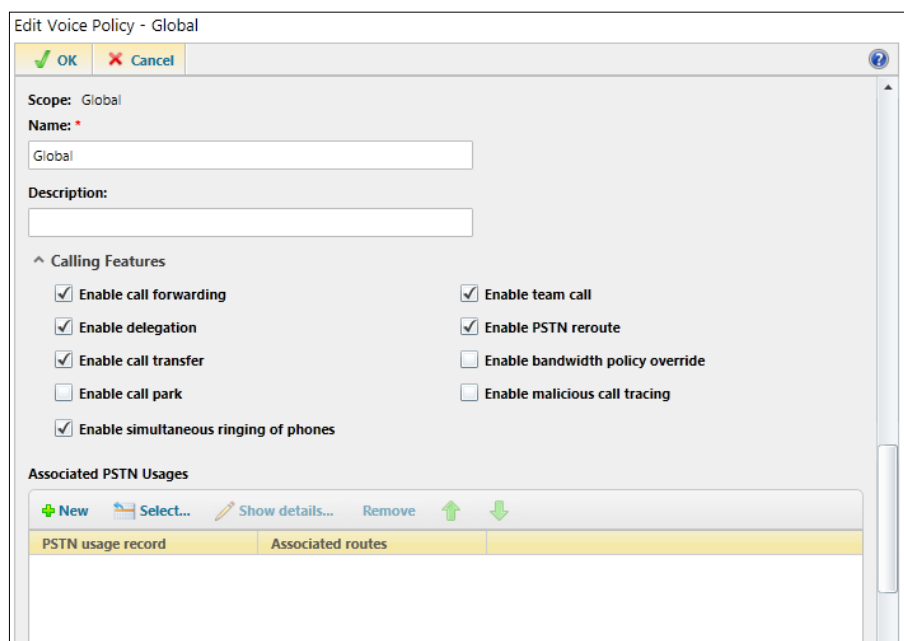 Edit Voice Policy - Global
OK Cancel
Scope: Global
Name: *
Global
Description:
Calling Features
Enable call forwarding Enable team call
Enable delegation Enable PSTN reroute
Enable call transfer Enable bandwidth policy override
Enable call park Enable malicious call tracing
Enable simultaneous ringing of phones
Associated PSTN Usages
New Select... Show details... Remove
PSTN usage record Associated routes